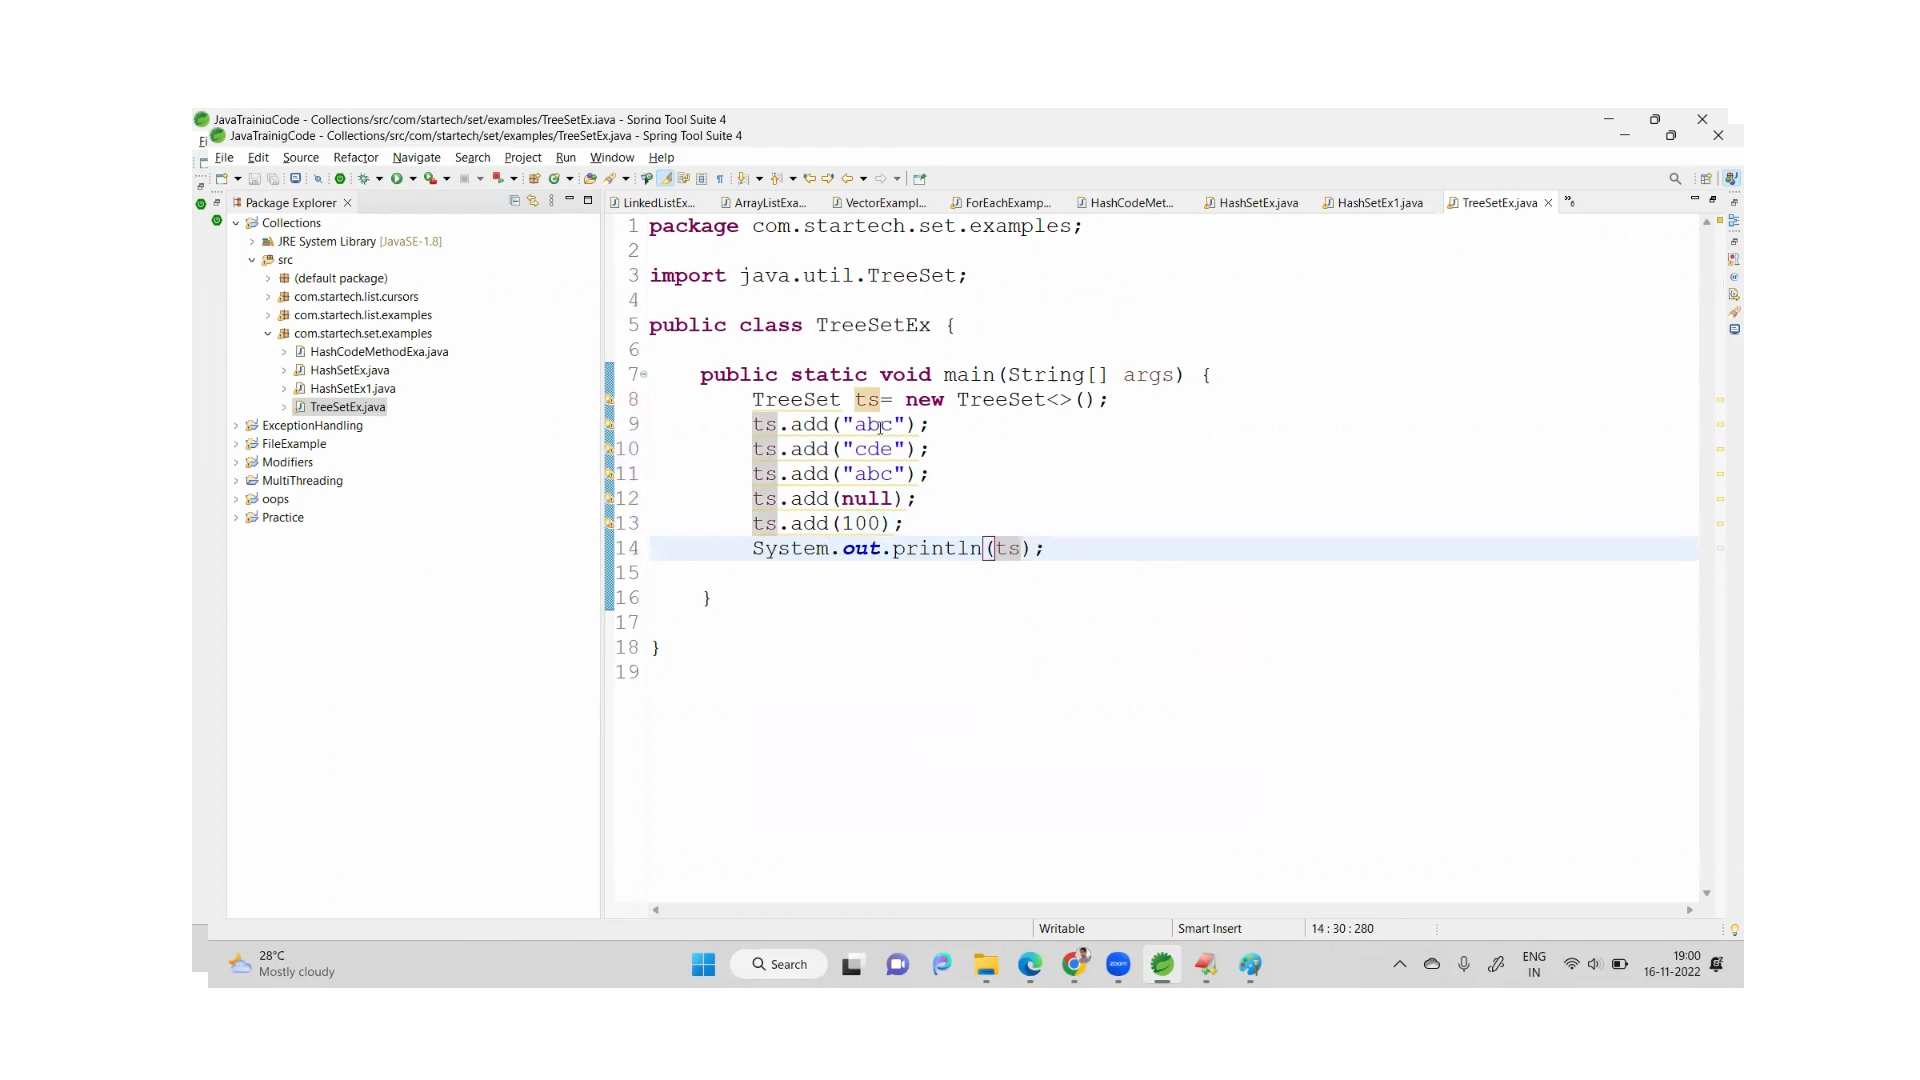 JavaTrainigCode - Collections/src/com/startech/set/examples/TreeSetEx.java - Spring Tool Suite 4
JavaTrainigCode - Collections/src/com/startech/set/examples/TreeSetEx.java - Spring Tool Suite 4
File Edit Source Refactor Navigate Search Project Run Window Help
Package Explorer
LinkedListEx... ArrayListExa... VectorExampl... ForEachExamp... HashCodeMet... HashSetEx.java HashSetEx1.java TreeSetEx.java »6
Collections
JRE System Library [JavaSE-1.8]
src
(default package)
com.startech.list.cursors
com.startech.list.examples
com.startech.set.examples
HashCodeMethodExa.java
HashSetEx.java
HashSetEx1.java
TreeSetEx.java
ExceptionHandling
FileExample
Modifiers
MultiThreading
oops
Practice
1 package com.startech.set.examples;
2
3 import java.util.TreeSet;
4
5 public class TreeSetEx {
6
7 public static void main(String[] args) {
8 TreeSet ts= new TreeSet<>();
9 ts.add("abc");
10 ts.add("cde");
11 ts.add("abc");
12 ts.add(null);
13 ts.add(100);
14 System.out.println(ts);
15
16 }
17
18 }
19
Writable Smart Insert 14 : 30 : 280
28°C
Mostly cloudy
Search
zoom
ENG
IN
19:00
16-11-2022